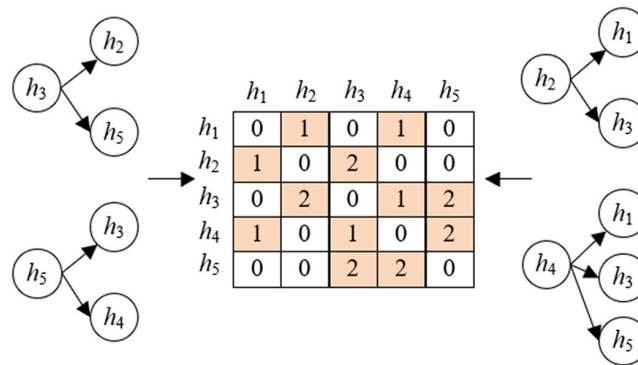 h₃
h₂
h₅
h₅
h₃
h₄
h₁ h₂ h₃ h₄ h₅
h₁ 0 1 0 1 0
h₂ 1 0 2 0 0
h₃ 0 2 0 1 2
h₄ 1 0 1 0 2
h₅ 0 0 2 2 0
h₂
h₁
h₃
h₄
h₁
h₃
h₅